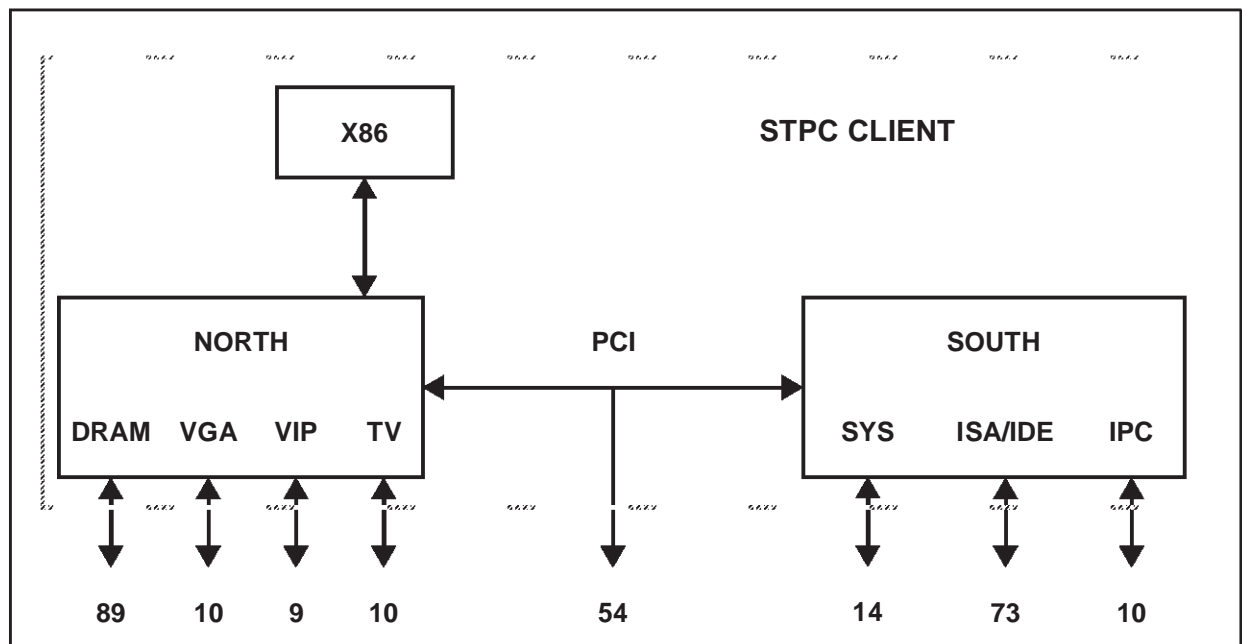 X86
STPC CLIENT
NORTH
PCI
SOUTH
DRAM VGA VIP TV
SYS ISA/IDE IPC
89 10 9 10 54 14 73 10